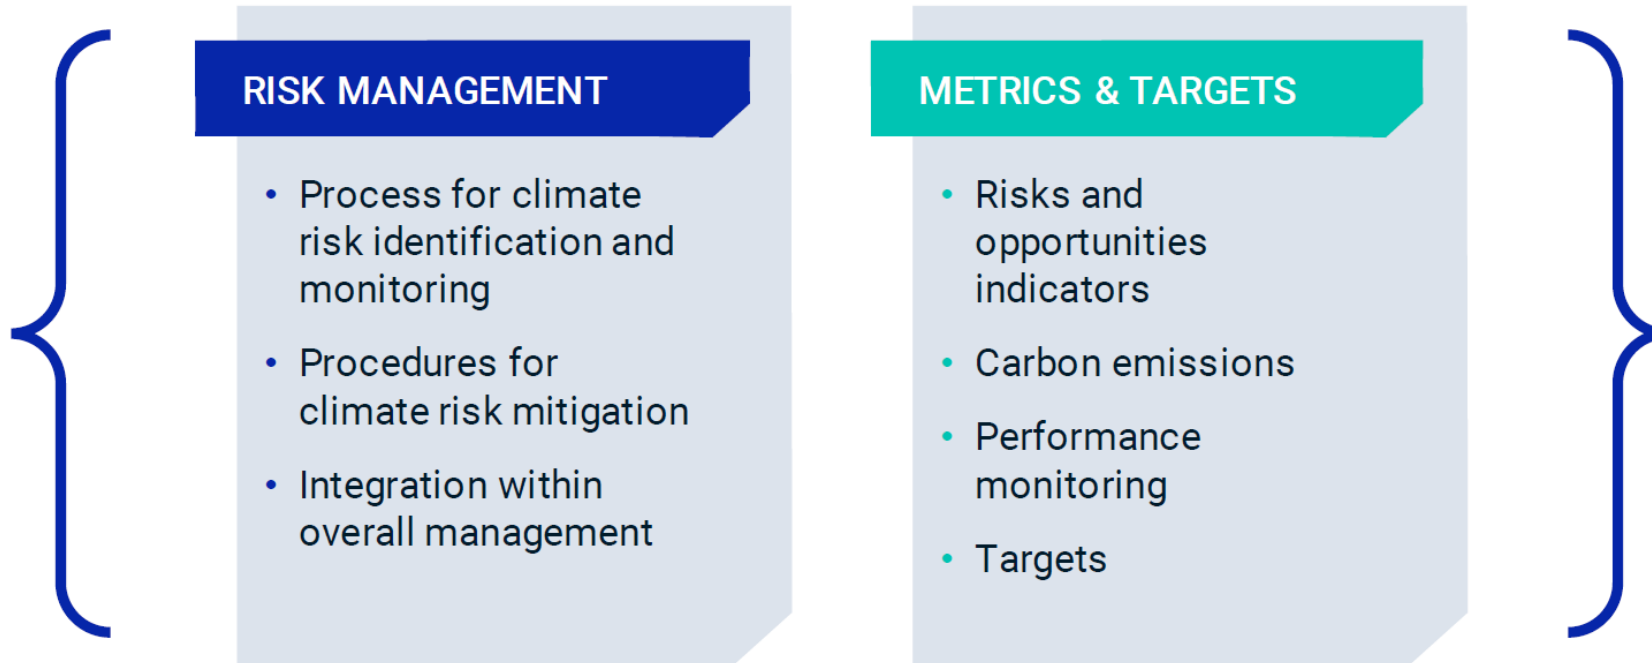 RISK MANAGEMENT
• Process for climate
risk identification and
monitoring
• Procedures for
climate risk mitigation
• Integration within
overall management
METRICS & TARGETS
• Risks and
opportunities
indicators
• Carbon emissions
• Performance
monitoring
• Targets